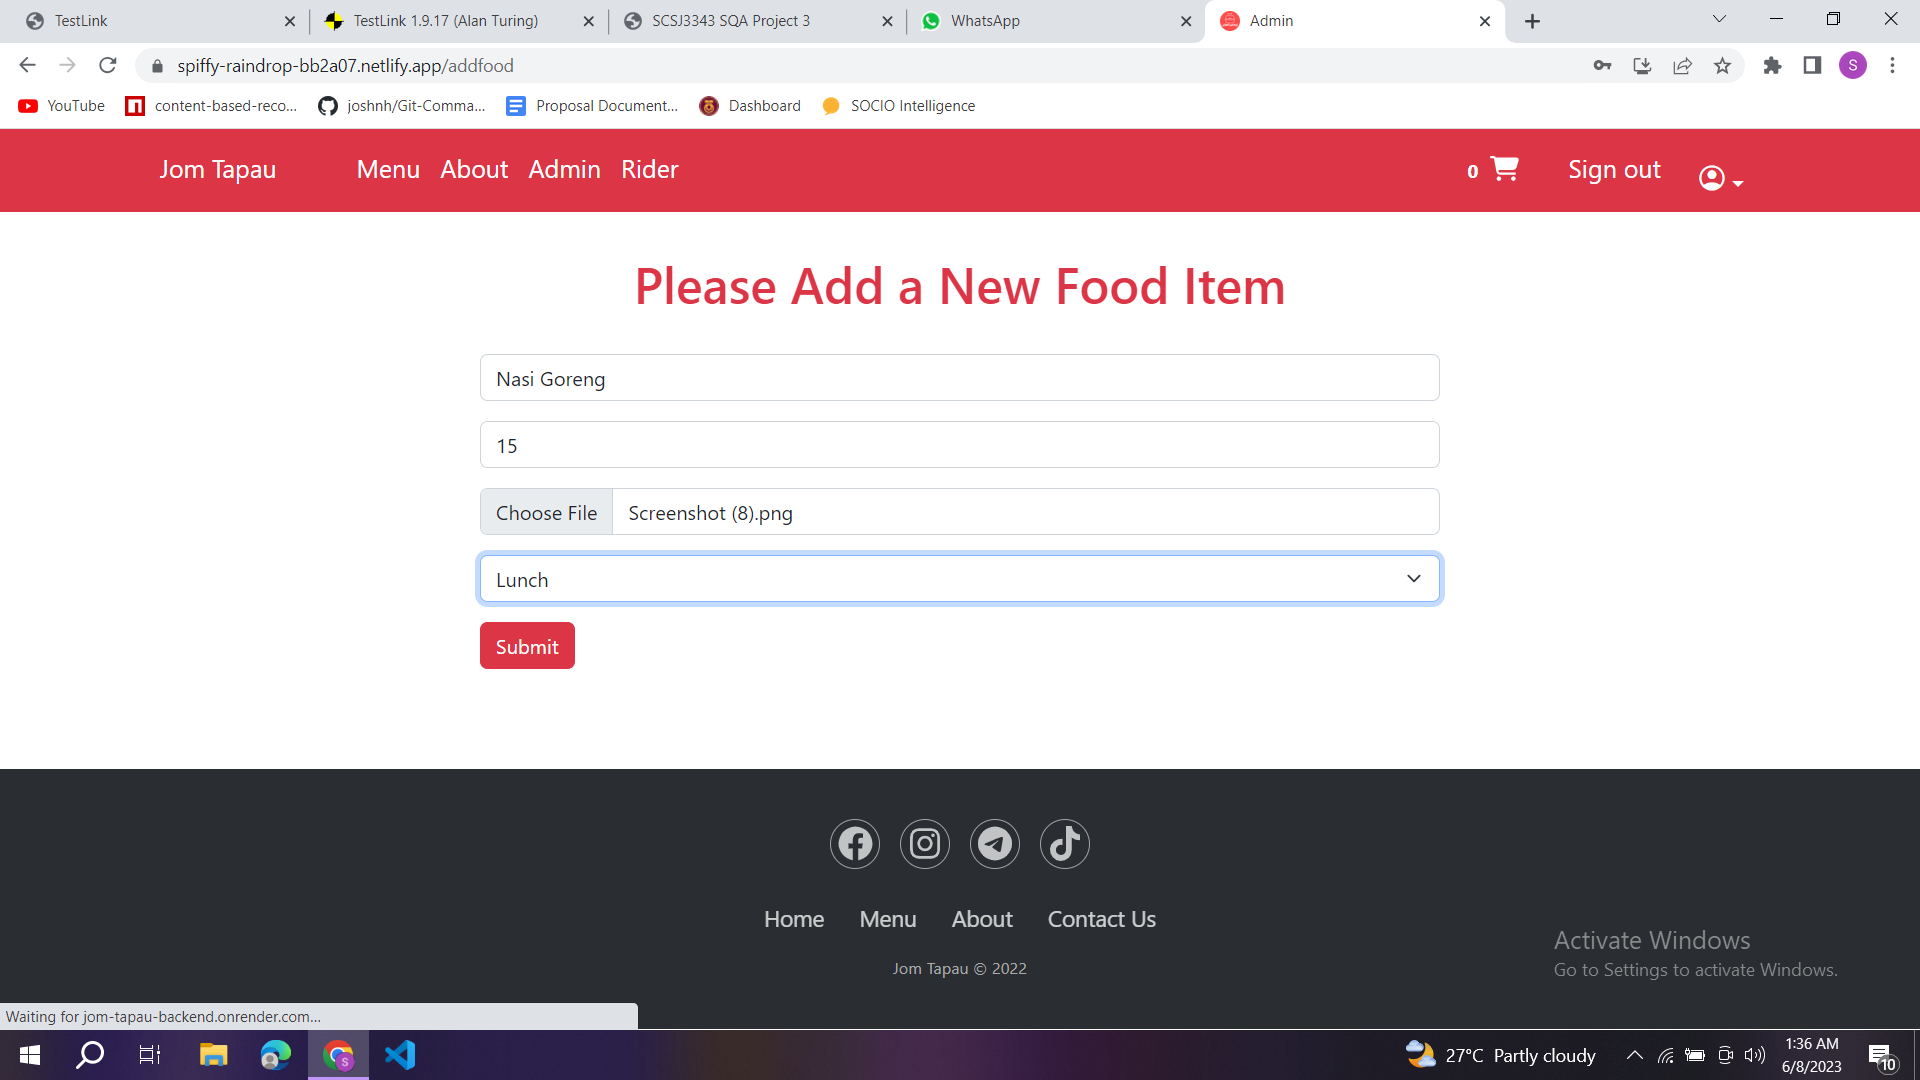 TestLink
TestLink 1.9.17 (Alan Turing)
SCSJ3343 SQA Project 3
WhatsApp
Admin
spiffy-raindrop-bb2a07.netlify.app/addfood
S
YouTube
content-based-reco...
joshnh/Git-Comma...
Proposal Document...
Dashboard
SOCIO Intelligence
Jom Tapau
Menu
About
Admin
Rider
0
Sign out
Please Add a New Food Item
Nasi Goreng
15
Choose File
Screenshot (8).png
Lunch
Submit
Home
Menu
About
Contact Us
Jom Tapau © 2022
Activate Windows
Go to Settings to activate Windows.
Waiting for jom-tapau-backend.onrender.com...
S
27°C Partly cloudy
1:36 AM
6/8/2023
10